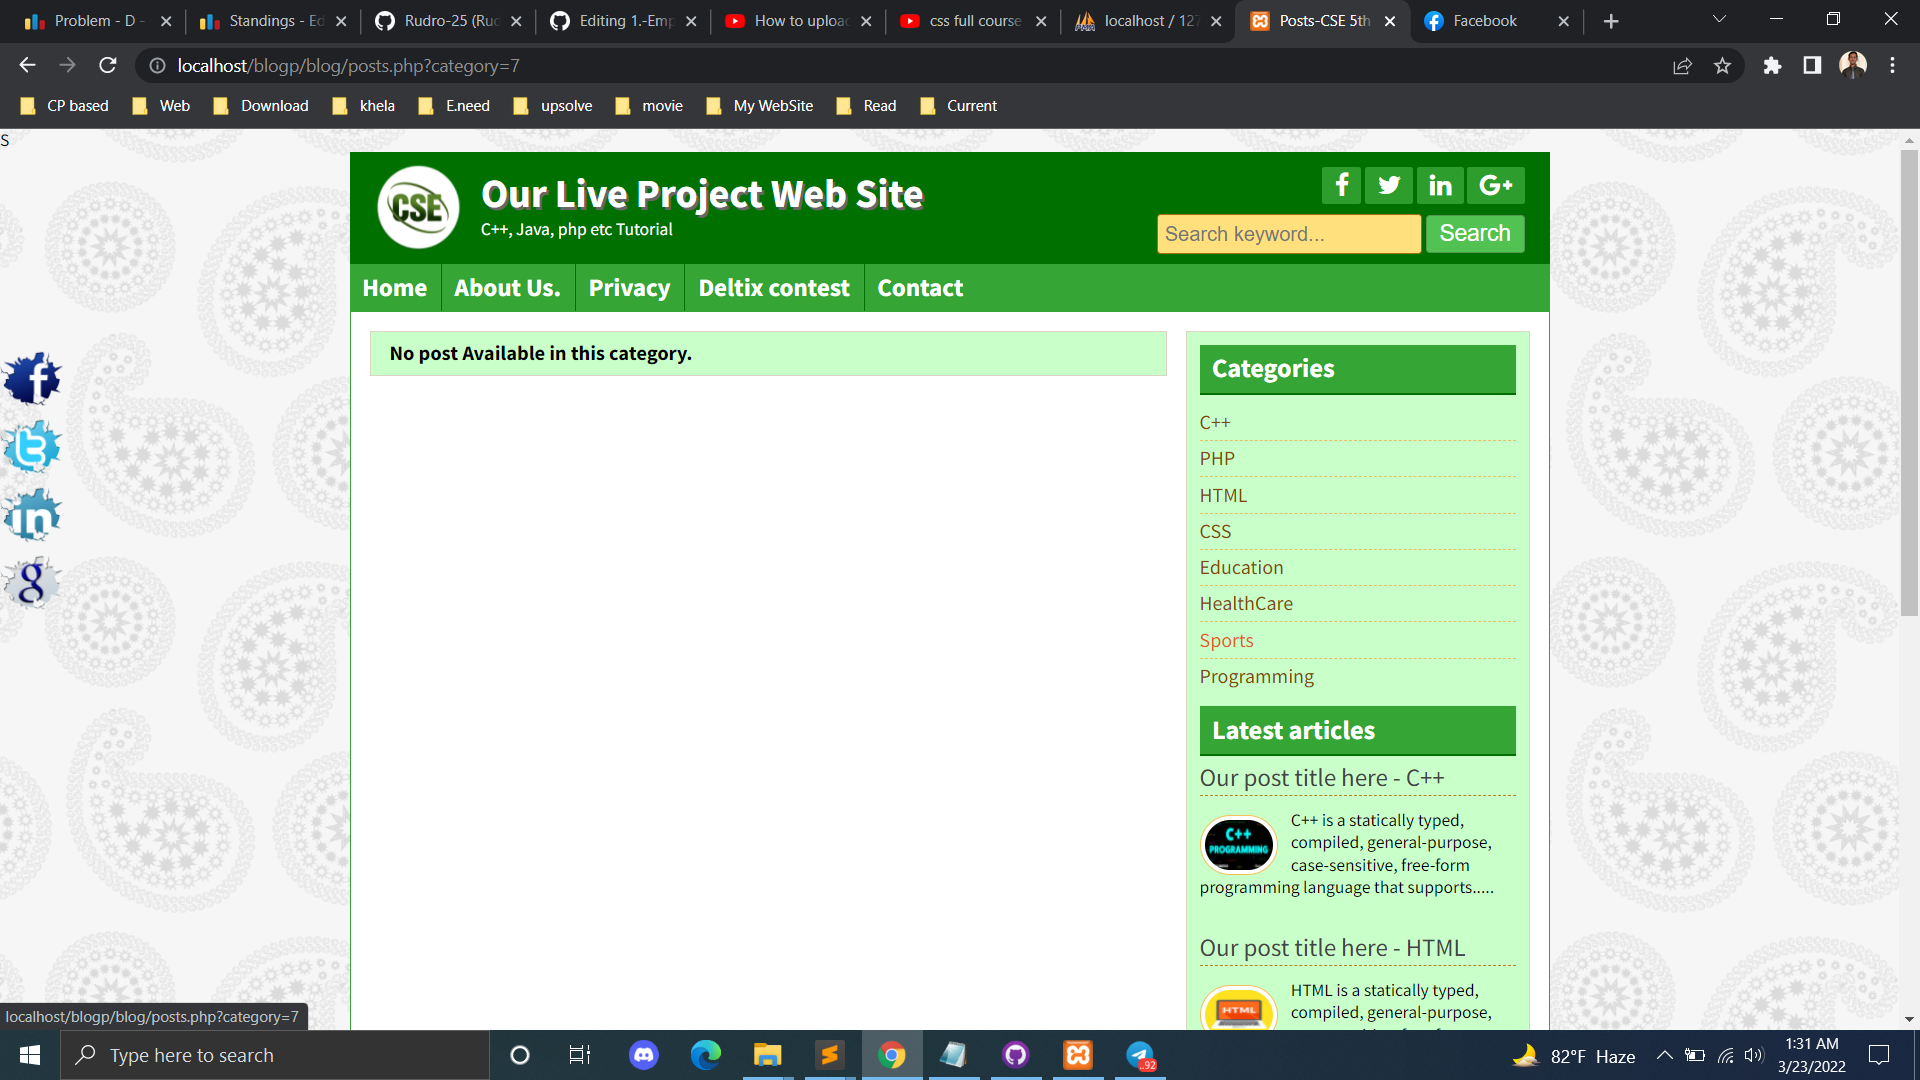 Problem - D -
Standings - Ed
Rudro-25 (Rud
Editing 1.-Emp
How to upload
css full course
localhost / 127
Posts-CSE 5th
Facebook
localhost/blogp/blog/posts.php?category=7
CP based
Web
Download
khela
E.need
upsolve
movie
My WebSite
Read
Current
S
CSE
Our Live Project Web Site
C++, Java, php etc Tutorial
Search keyword...
Search
Home
About Us.
Privacy
Deltix contest
Contact
No post Available in this category.
Categories
C++
PHP
HTML
CSS
Education
HealthCare
Sports
Programming
Latest articles
Our post title here - C++
C++
PROGRAMMING
C++ is a statically typed,
compiled, general-purpose,
case-sensitive, free-form
programming language that supports.....
Our post title here - HTML
HTML
HTML is a statically typed,
compiled, general-purpose,
localhost/blogp/blog/posts.php?category=7
Type here to search
..92
82°F Haze
1:31 AM
3/23/2022